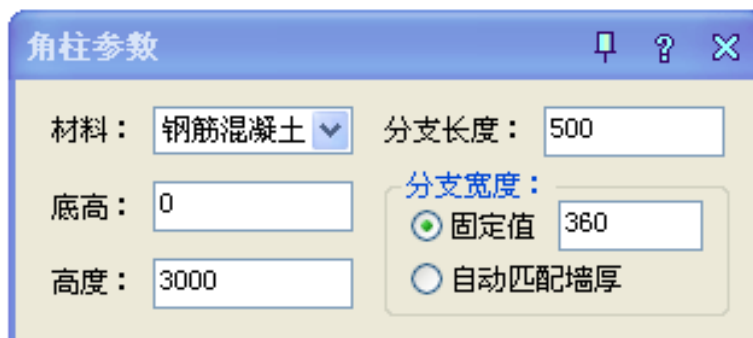 角柱参数
材料： 钢筋混凝土 分支长度： 500
底高： 0 分支宽度：
固定值 360
高度： 3000 自动匹配墙厚